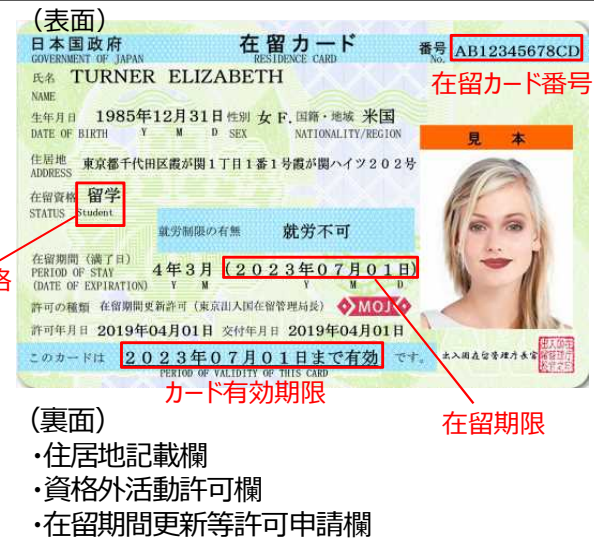 （表面）
日本国政府 在留カード 番号 AB12345678CD
GOVERNMENT OF JAPAN RESIDENCE CARD No.
在留カード番号
氏名 TURNER ELIZABETH
NAME
生年月日 1985年12月31日 性別 女 F. 国籍・地域 米国
DATE OF BIRTH Y M D SEX NATIONALITY/REGION
見本
住居地 東京都千代田区霞が関1丁目1番1号霞が関ハイツ202号
ADDRESS
在留資格 留学
STATUS Student
就労制限の有無 就労不可
格
在留期間（満了日） 4年3月（2023年07月01日）
PERIOD OF STAY
(DATE OF EXPIRATION) Y M Y M D
許可の種類 在留期間更新許可（東京出入国在留管理局長） MOJ
許可年月日 2019年04月01日 交付年月日 2019年04月01日
このカードは 2023年07月01日まで有効 です。 出入国在留管理庁長官
PERIOD OF VALIDITY OF THIS CARD
カード有効期限
在留期限
（裏面）
・住居地記載欄
・資格外活動許可欄
・在留期間更新等許可申請欄